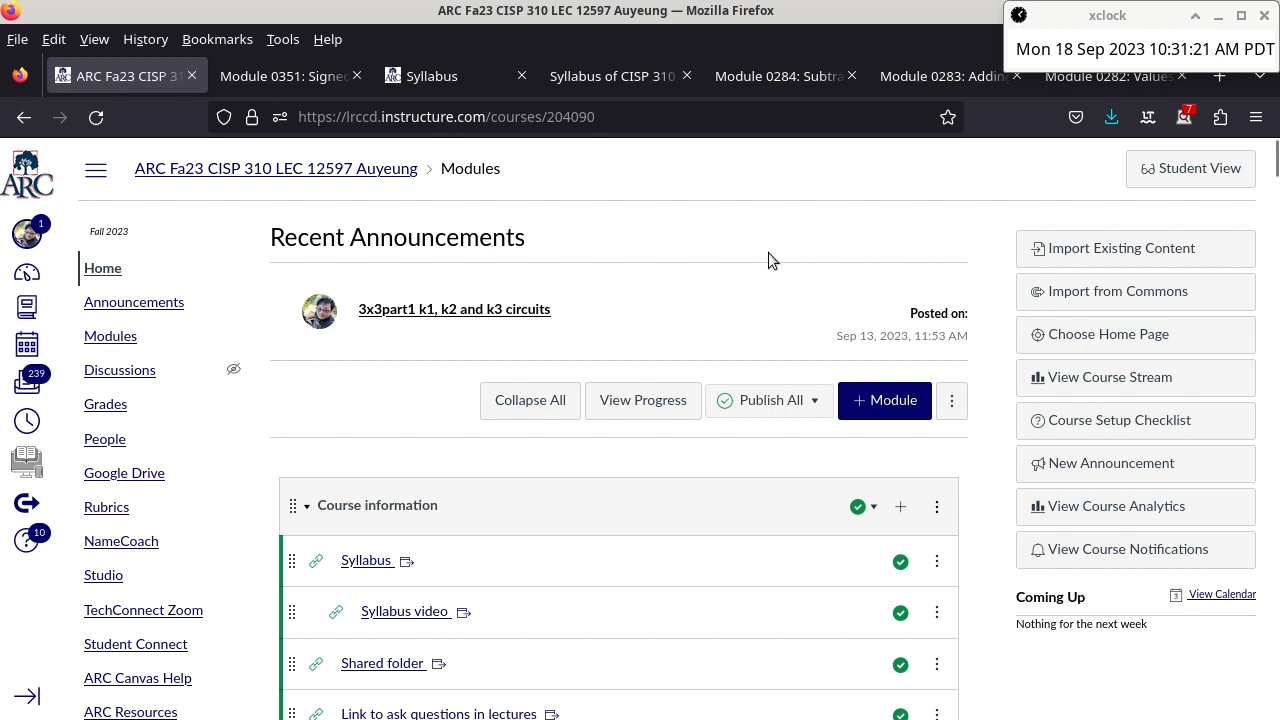 ARC Fa23 CISP 310 LEC 12597 Auyeung — Mozilla Firefox
xclock
Mon 18 Sep 2023 10:31:21 AM PDT
File Edit View History Bookmarks Tools Help
ARC Fa23 CISP 31
Module 0351: Signed
Syllabus
Syllabus of CISP 310
Module 0284: Subtra
Module 0283: Adding
Module 0282: Values
https://lrccd.instructure.com/courses/204090
7
ARC
ARC Fa23 CISP 310 LEC 12597 Auyeung > Modules
Student View
1
239
10
Fall 2023
Home
Announcements
Modules
Discussions
Grades
People
Google Drive
Rubrics
NameCoach
Studio
TechConnect Zoom
Student Connect
ARC Canvas Help
ARC Resources
Recent Announcements
3x3part1 k1, k2 and k3 circuits
Posted on:
Sep 13, 2023, 11:53 AM
Collapse All
View Progress
Publish All
+ Module
Course information
Syllabus
Syllabus video
Shared folder
Link to ask questions in lectures
Import Existing Content
Import from Commons
Choose Home Page
View Course Stream
Course Setup Checklist
New Announcement
View Course Analytics
View Course Notifications
Coming Up
3 View Calendar
Nothing for the next week